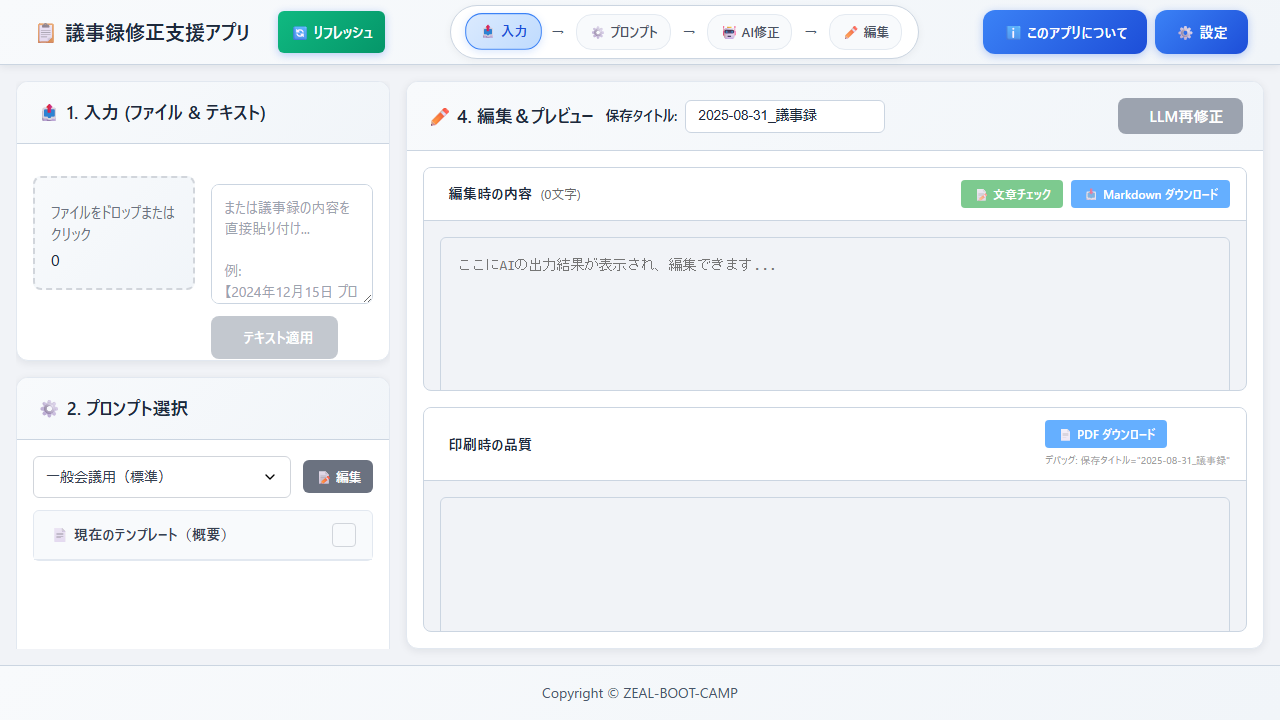 議事録修正支援アプリ
リフレッシュ
入力
→
プロンプト
→
AI修正
→
編集
このアプリについて
設定
1. 入力 (ファイル & テキスト)
ファイルをドロップまたは
クリック
0
または議事録の内容を
直接貼り付け...
例:
【2024年12月15日 プロ
テキスト適用
2. プロンプト選択
一般会議用（標準）
編集
現在のテンプレート（概要）
4. 編集＆プレビュー
保存タイトル:
2025-08-31_議事録
LLM再修正
編集時の内容 (0文字)
文章チェック
Markdown ダウンロード
ここにAIの出力結果が表示され、編集できます...
印刷時の品質
PDF ダウンロード
デバッグ: 保存タイトル="2025-08-31_議事録"
Copyright © ZEAL-BOOT-CAMP